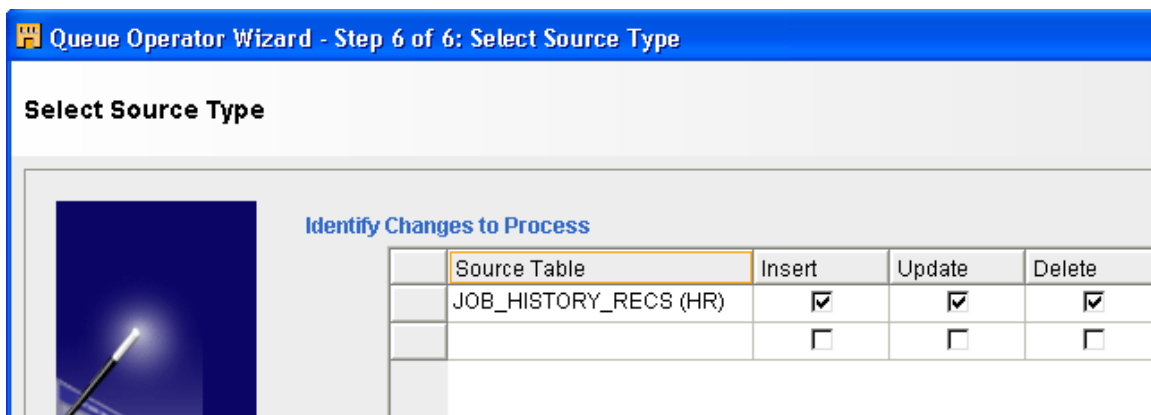 Queue Operator Wizard - Step 6 of 6: Select Source Type
Select Source Type
Identify Changes to Process
Source Table Insert Update Delete
JOB_HISTORY_RECS (HR)